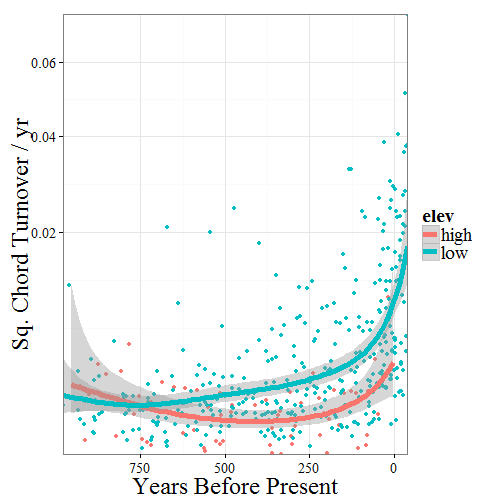 Sq. Chord Turnover / yr
0.06
0.04
0.02
elev
high
low
750
500
250
0
Years Before Present